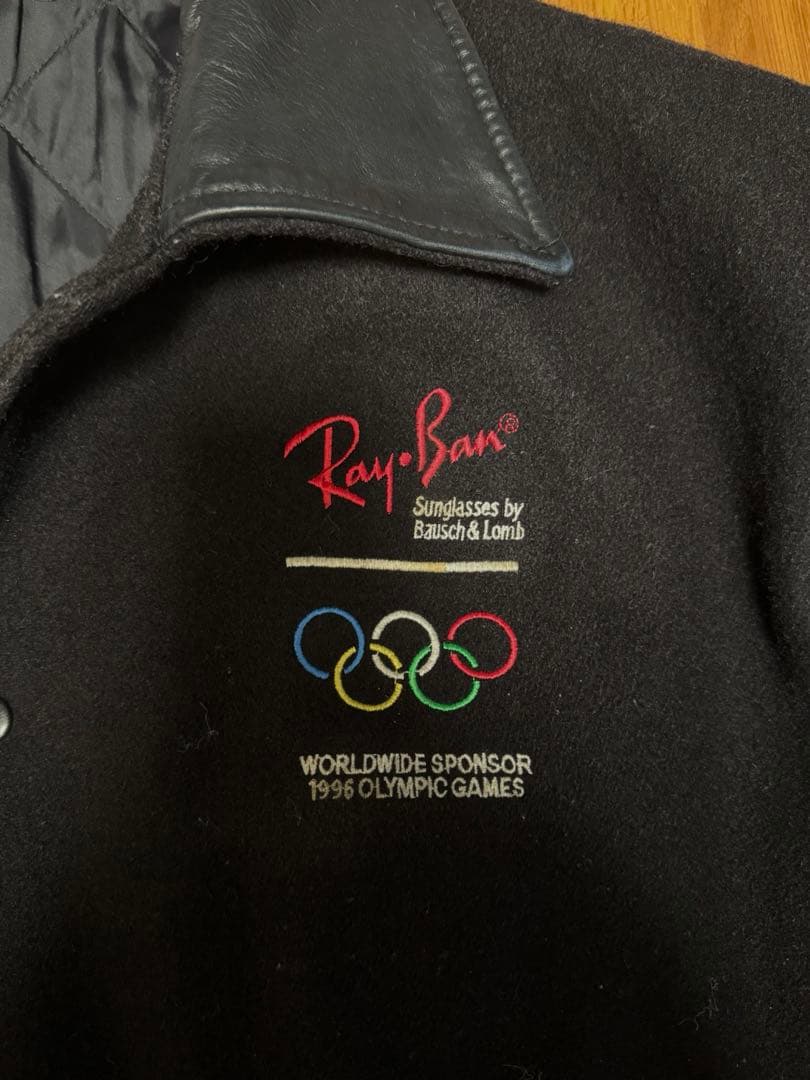 Ray•Ban®
Sunglasses by
Bausch & Lomb
WORLDWIDE SPONSOR
1996 OLYMPIC GAMES